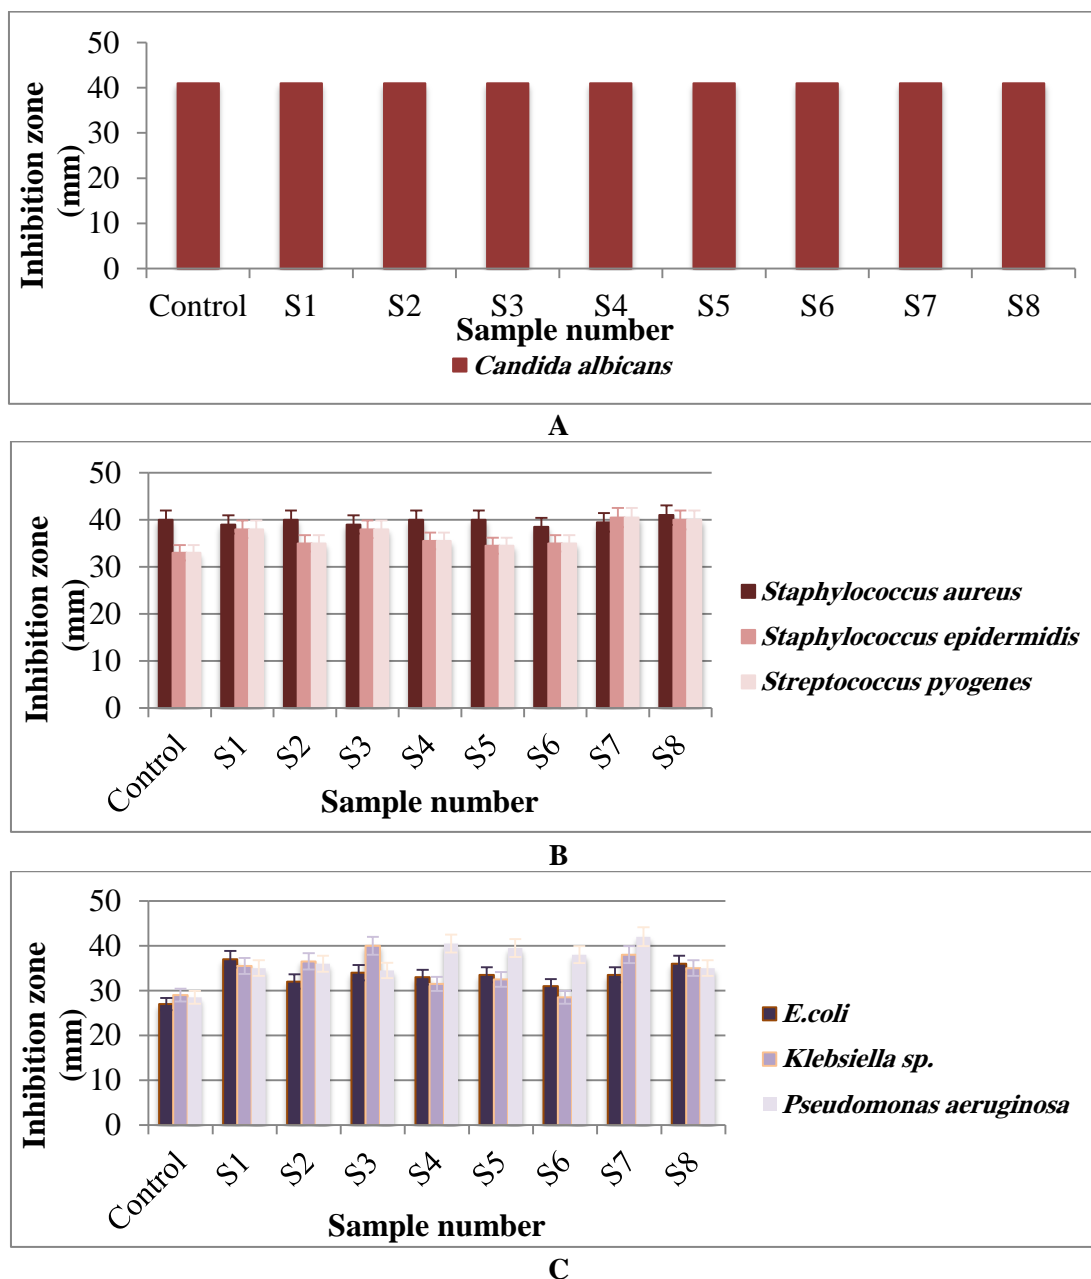 50
40
30
20
10
0
Inhibition zone
(mm)
Control S1 S2 S3 S4 S5 S6 S7 S8
Sample number
Candida albicans
A
50
40
30
20
10
0
Inhibition zone
(mm)
Control S1 S2 S3 S4 S5 S6 S7 S8
Sample number
Staphylococcus aureus
Staphylococcus epidermidis
Streptococcus pyogenes
B
50
40
30
20
10
0
Inhibition zone
(mm)
Control S1 S2 S3 S4 S5 S6 S7 S8
Sample number
E.coli
Klebsiella sp.
Pseudomonas aeruginosa
C